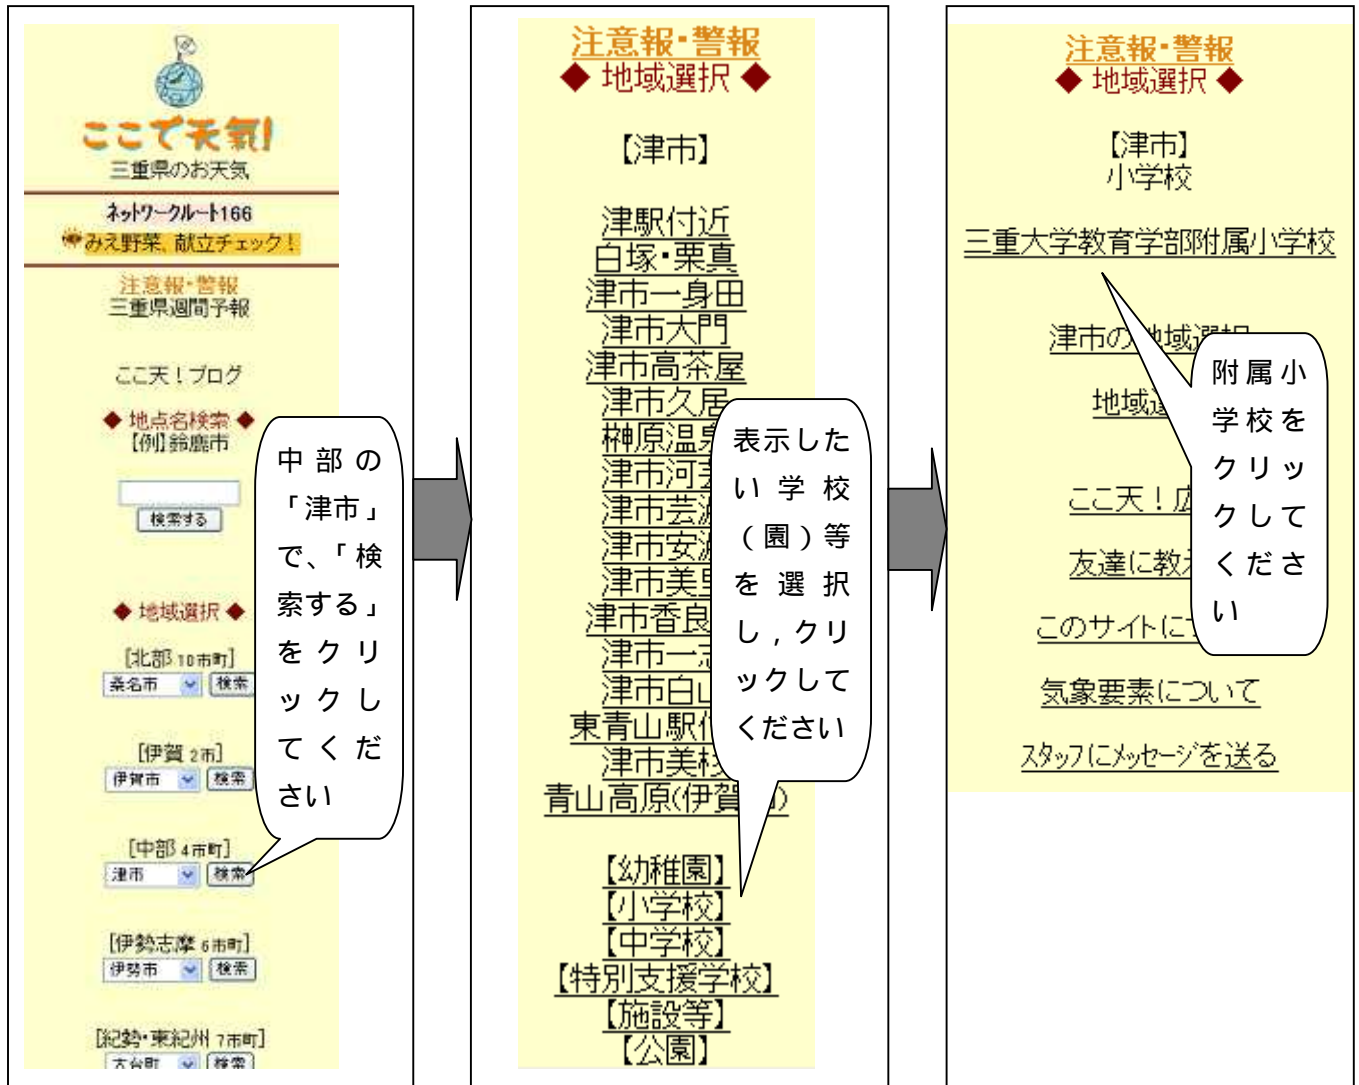 ここで天気!
三重県のお天気
ネットワークルート166
みえ野菜、献立チェック!
注意報・警報
三重県週間予報
ここ天!ブログ
◆ 地点名検索 ◆
【例】鈴鹿市
検索する
◆ 地域選択 ◆
[北部 10市町]
桑名市 検索
[伊賀 2市]
伊賀市 検索
[中部 4市町]
津市 検索
[伊勢志摩 6市町]
伊勢市 検索
[紀勢・東紀州 7市町]
大台町 検索
中部の
「津市」
で、「検
索する」
をクリ
ックし
てくだ
さい
注意報・警報
◆ 地域選択 ◆
【津市】
津駅付近
白塚・栗真
津市一身田
津市大門
津市高茶屋
津市久居
榊原温泉
津市河芸
津市芸濃
津市安濃
津市美里
津市香良
津市一志
津市白山
東青山駅付
津市美杉
青山高原(伊賀市)
【幼稚園】
【小学校】
【中学校】
【特別支援学校】
【施設等】
【公園】
表示した
い学校
(園)等
を選択
し,クリ
ックして
ください
注意報・警報
◆ 地域選択 ◆
【津市】
小学校
三重大学教育学部附属小学校
津市の地域選択
地域選
ここ天!広
友達に教え
このサイトにつ
気象要素について
スタッフにメッセージを送る
附属小
学校を
クリッ
クして
くださ
い